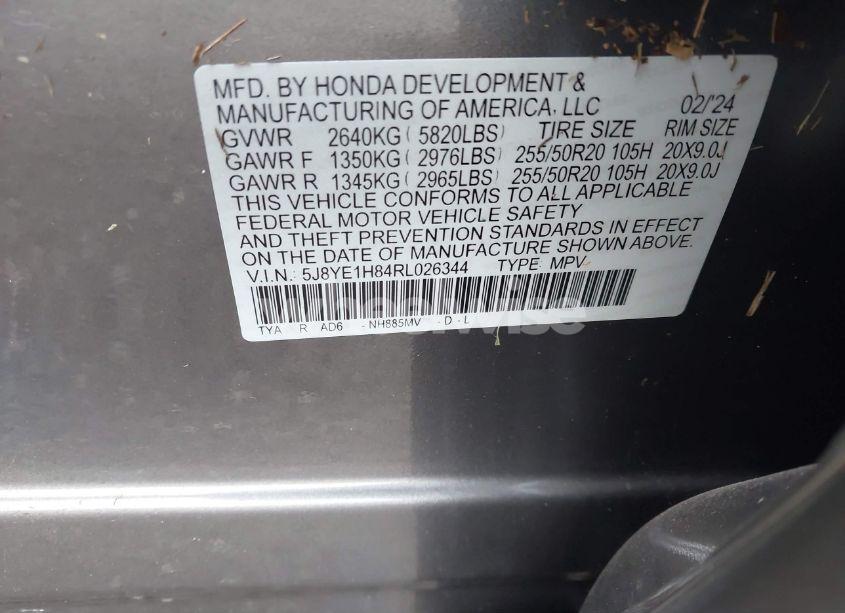 MFD. BY HONDA DEVELOPMENT &
MANUFACTURING OF AMERICA, LLC 02/'24
GVWR 2640KG ( 5820LBS) TIRE SIZE RIM SIZE
GAWR F 1350KG ( 2976LBS) 255/50R20 105H 20X9.0J
GAWR R 1345KG ( 2965LBS) 255/50R20 105H 20X9.0J
THIS VEHICLE CONFORMS TO ALL APPLICABLE
FEDERAL MOTOR VEHICLE SAFETY
AND THEFT PREVENTION STANDARDS IN EFFECT
ON THE DATE OF MANUFACTURE SHOWN ABOVE.
V.I.N.: 5J8YE1H84RL026344 TYPE: MPV
TYA R AD6 -NH885MV -D-L